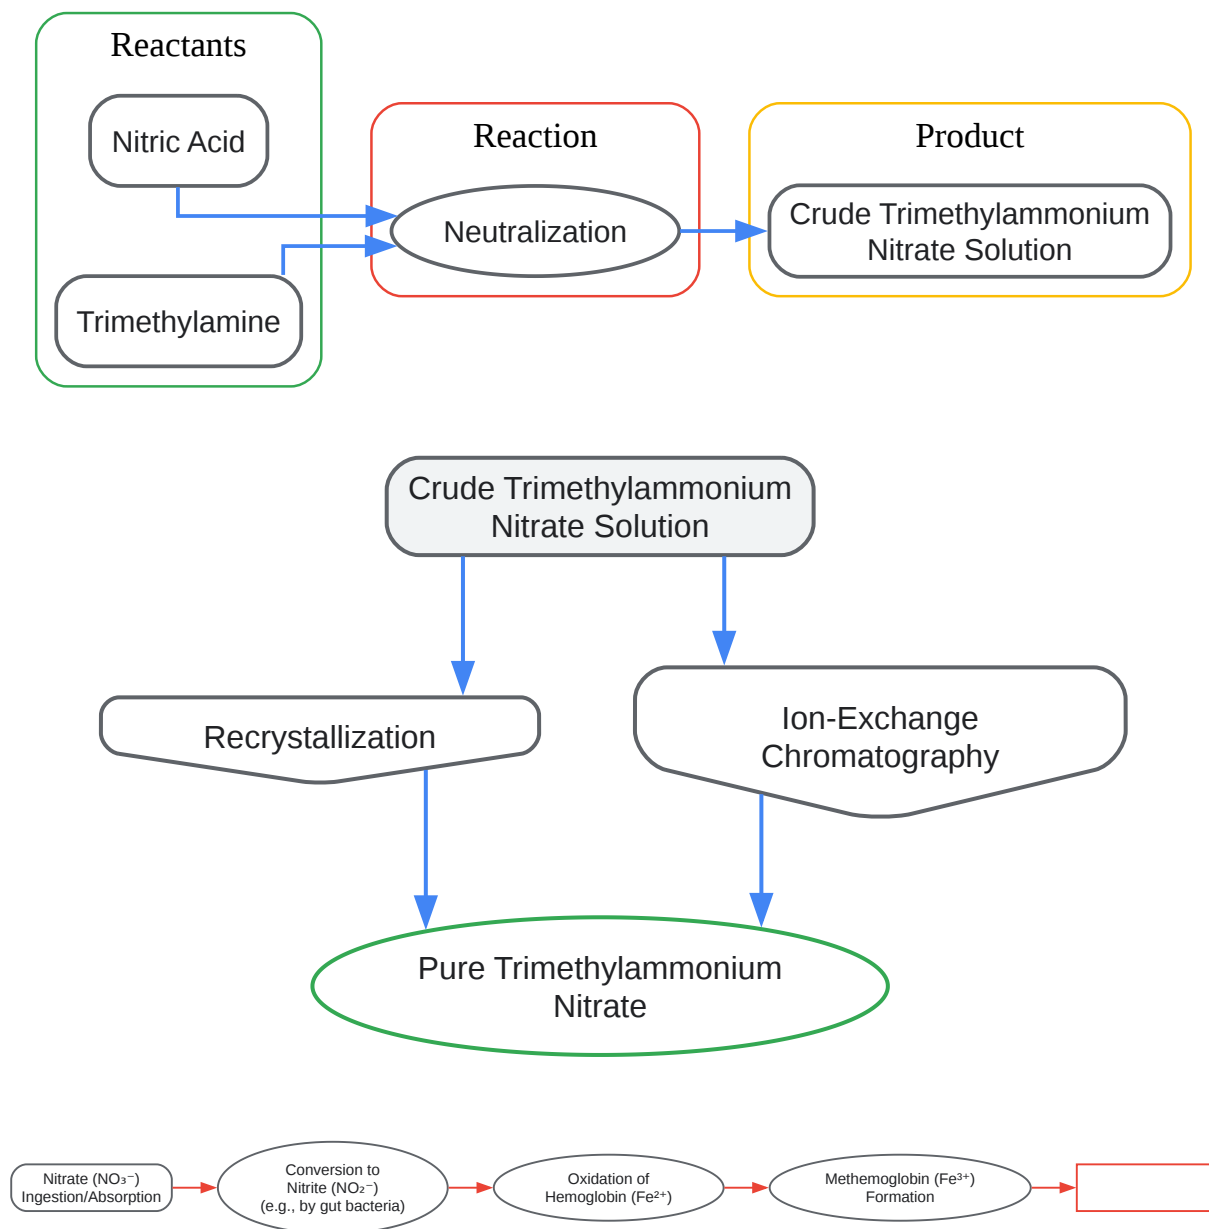 Reactants
Nitric Acid
Trimethylamine
Reaction
Neutralization
Product
Crude Trimethylammonium
Nitrate Solution
Crude Trimethylammonium
Nitrate Solution
Recrystallization
Ion-Exchange
Chromatography
Pure Trimethylammonium
Nitrate
Nitrate (NO₃⁻)
Ingestion/Absorption
Conversion to
Nitrite (NO₂⁻)
(e.g., by gut bacteria)
Oxidation of
Hemoglobin (Fe²⁺)
Methemoglobin (Fe³⁺)
Formation